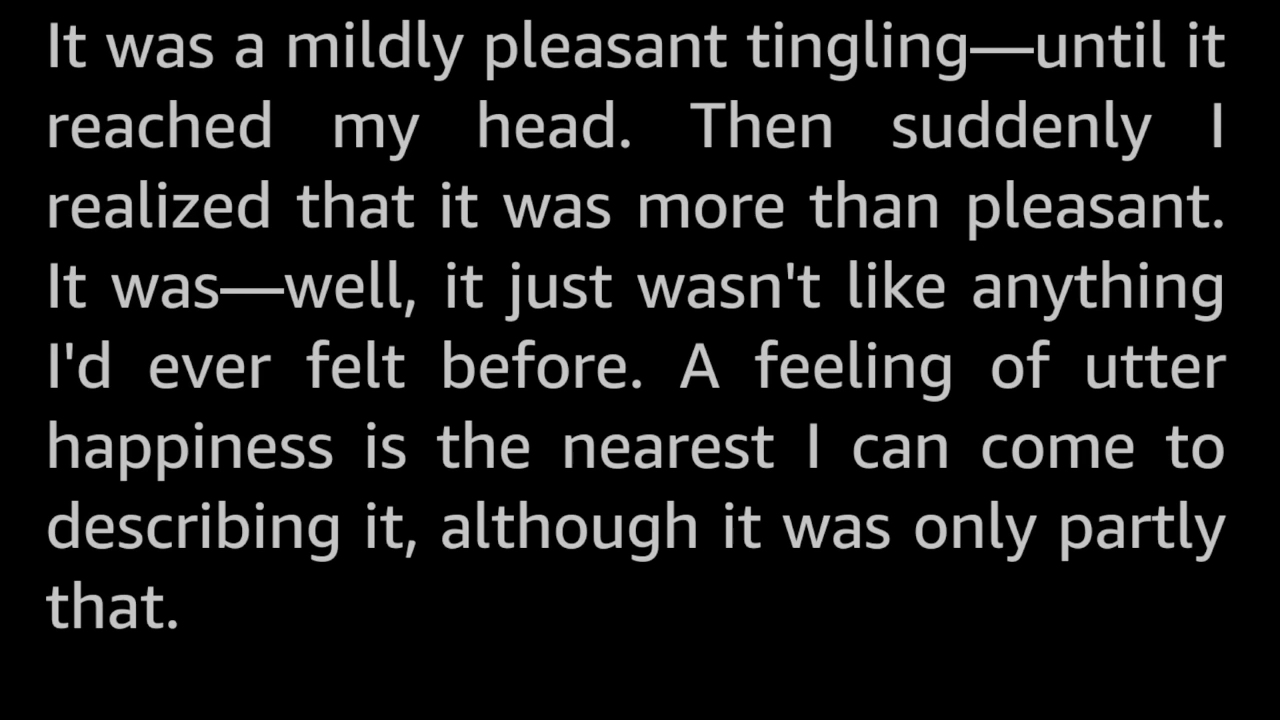 It was a mildly pleasant tingling—until it
reached my head. Then suddenly I
realized that it was more than pleasant.
It was—well, it just wasn't like anything
I'd ever felt before. A feeling of utter
happiness is the nearest I can come to
describing it, although it was only partly
that.